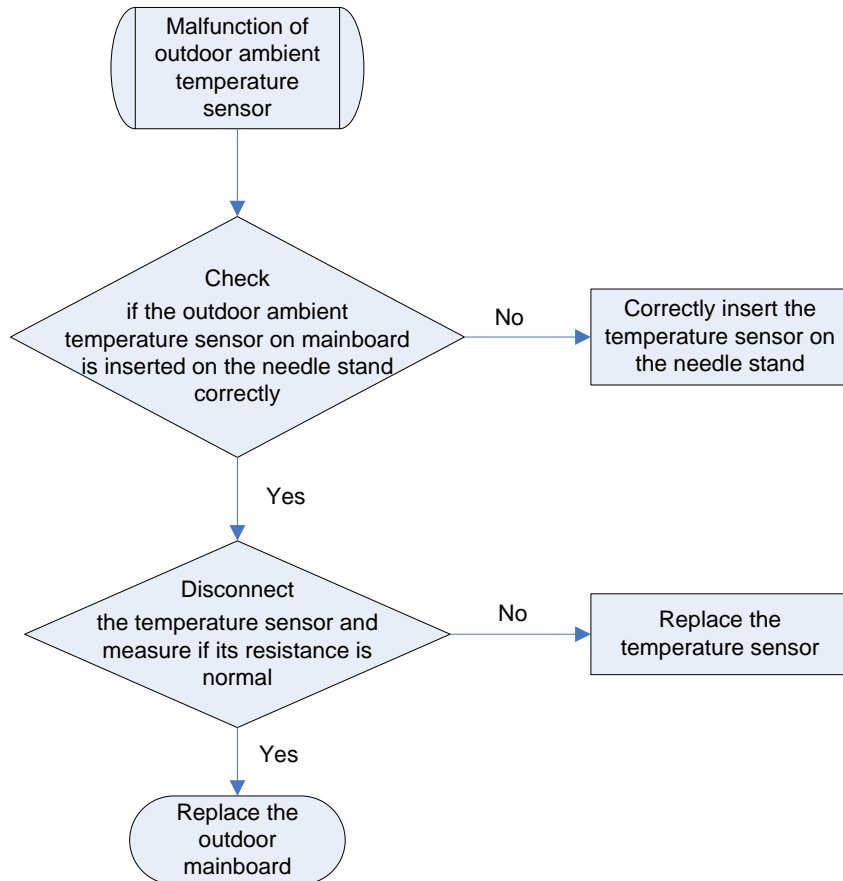 Malfunction of
outdoor ambient
temperature
sensor
Check
if the outdoor ambient
temperature sensor on mainboard
is inserted on the needle stand
correctly
No
Correctly insert the
temperature sensor on
the needle stand
Yes
Disconnect
the temperature sensor and
measure if its resistance is
normal
No
Replace the
temperature sensor
Yes
Replace the
outdoor
mainboard